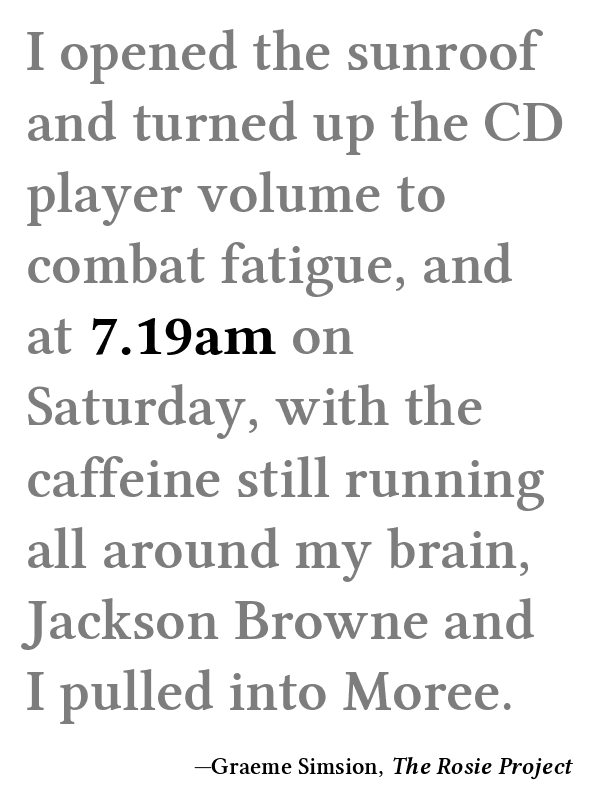 I opened the sunroof
and turned up the CD
player volume to
combat fatigue, and
at 7.19am on
Saturday, with the
caffeine still running
all around my brain,
Jackson Browne and
I pulled into Moree.
—Graeme Simsion, The Rosie Project